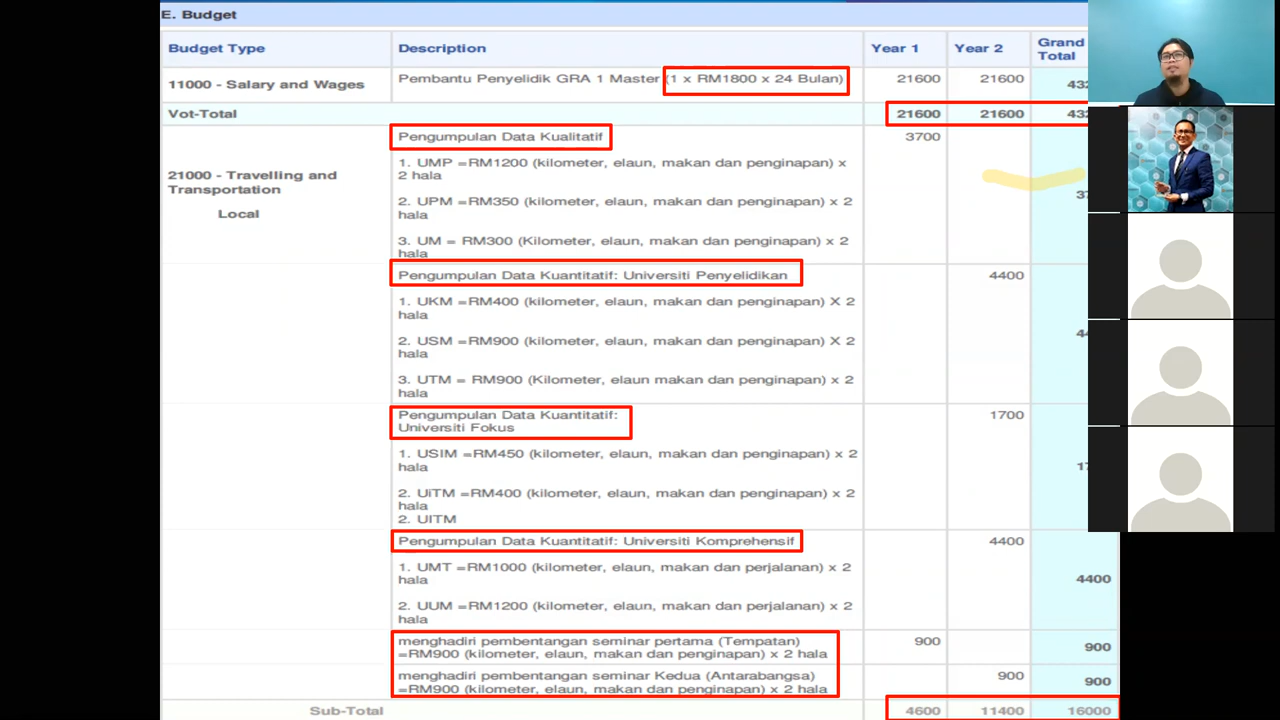 E. Budget
Budget Type Description Year 1 Year 2 Grand Total
11000 - Salary and Wages
Pembantu Penyelidik GRA 1 Master (1 x RM1800 x 24 Bulan) 21600 21600
Vot-Total 21600 21600
21000 - Travelling and
Transportation
Local
Pengumpulan Data Kualitatif 3700
1. UMP =RM1200 (kilometer, elaun, makan dan penginapan) x
2 hala
2. UPM =RM350 (kilometer, elaun, makan dan penginapan) x 2
hala
3. UM = RM300 (Kilometer, elaun, makan dan penginapan) x 2
hala
Pengumpulan Data Kuantitatif: Universiti Penyelidikan 4400
1. UKM =RM400 (kilometer, elaun, makan dan penginapan) X 2
hala
2. USM =RM900 (kilometer, elaun, makan dan penginapan) X 2
hala
3. UTM = RM900 (Kilometer, elaun makan dan penginapan) x 2
hala
Pengumpulan Data Kuantitatif: 1700
Universiti Fokus
1. USIM =RM450 (kilometer, elaun, makan dan penginapan) x 2
hala
2. UiTM =RM400 (kilometer, elaun, makan dan penginapan) x 2
hala
2. UITM
Pengumpulan Data Kuantitatif: Universiti Komprehensif 4400
1. UMT =RM1000 (kilometer, elaun, makan dan perjalanan) x 2
hala
4400
2. UUM =RM1200 (kilometer, elaun, makan dan perjalanan) x 2
hala
menghadiri pembentangan seminar pertama (Tempatan) 900
=RM900 (kilometer, elaun, makan dan penginapan) x 2 hala 900
menghadiri pembentangan seminar Kedua (Antarabangsa) 900
=RM900 (kilometer, elaun, makan dan penginapan) x 2 hala 900
Sub-Total 4600 11400 16000